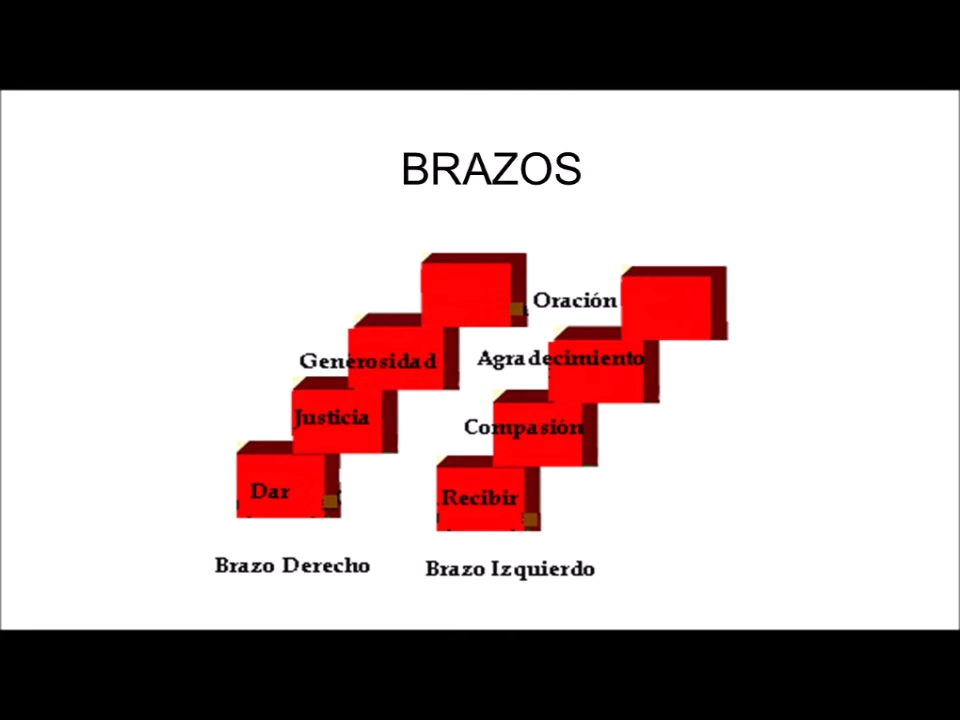 BRAZOS
Oración
Generosidad
Agradecimiento
Justicia
Compasión
Dar
Recibir
Brazo Derecho
Brazo Izquierdo